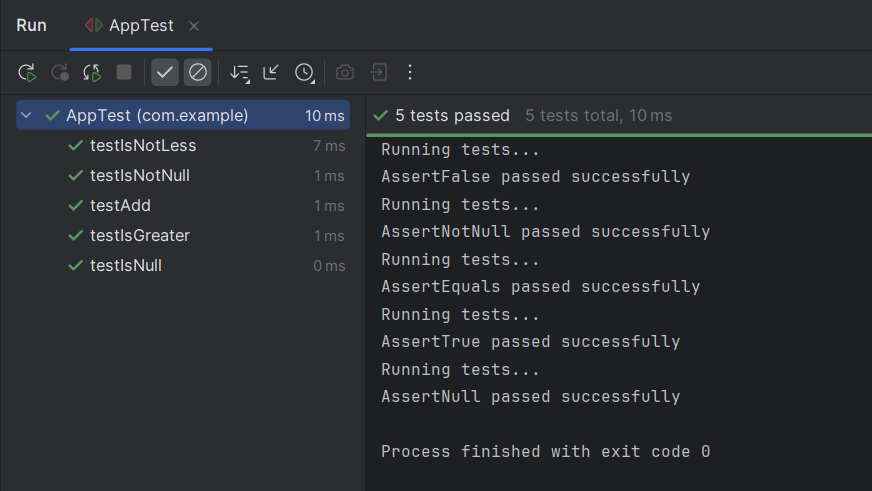 Run AppTest
AppTest (com.example) 10 ms
testIsNotLess 7 ms
testIsNotNull 1 ms
testAdd 1 ms
testIsGreater 1 ms
testIsNull 0 ms
5 tests passed 5 tests total, 10 ms
Running tests...
AssertFalse passed successfully
Running tests...
AssertNotNull passed successfully
Running tests...
AssertEquals passed successfully
Running tests...
AssertTrue passed successfully
Running tests...
AssertNull passed successfully
Process finished with exit code 0